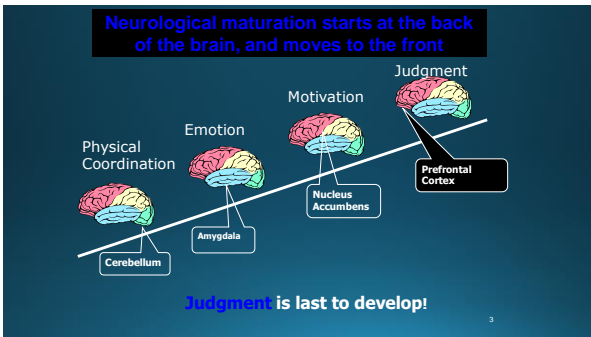 Neurological maturation starts at the back
of the brain, and moves to the front
Judgment
Motivation
Emotion
Physical
Coordination
Prefrontal
Cortex
Nucleus
Accumbens
Amygdala
Cerebellum
Judgment is last to develop!
3